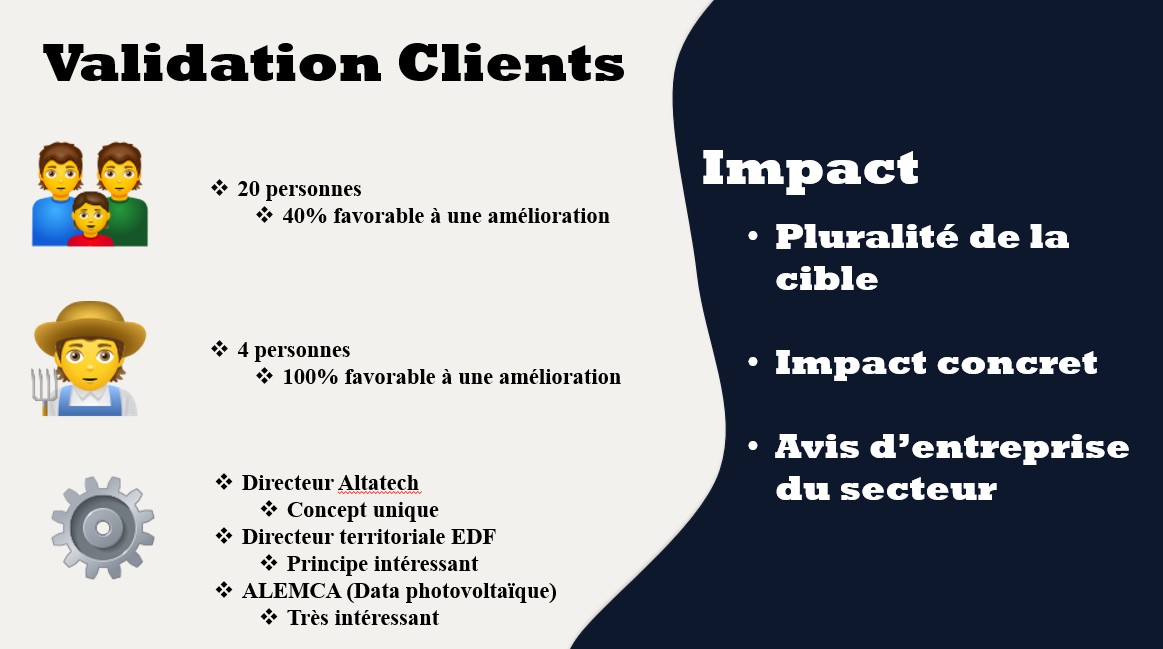 Validation Clients
❖ 20 personnes
❖ 40% favorable à une amélioration
❖ 4 personnes
❖ 100% favorable à une amélioration
❖ Directeur Altatech
❖ Concept unique
❖ Directeur territoriale EDF
❖ Principe intéressant
❖ ALEMCA (Data photovoltaïque)
❖ Très intéressant
Impact
• Pluralité de la
cible
• Impact concret
• Avis d’entreprise
du secteur